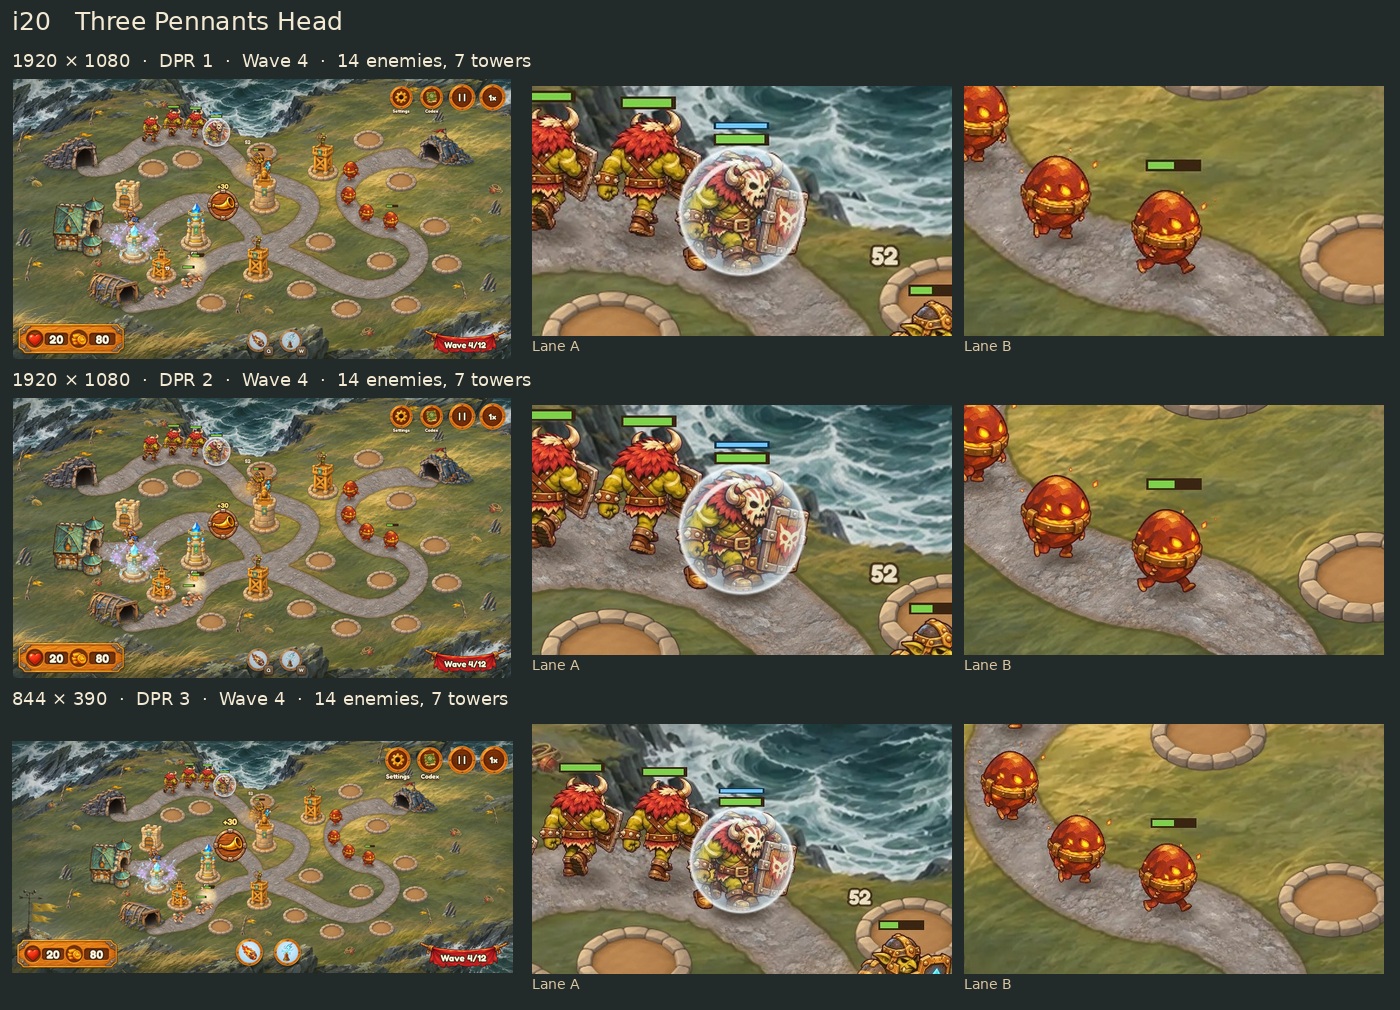 i20 Three Pennants Head
1920 × 1080 · DPR 1 · Wave 4 · 14 enemies, 7 towers
Settings
Codex
1x
+30
20
80
Q
W
Wave 4/12
52
Lane A
Lane B
1920 × 1080 · DPR 2 · Wave 4 · 14 enemies, 7 towers
Settings
Codex
1x
+30
20
80
Q
W
Wave 4/12
52
Lane A
Lane B
844 × 390 · DPR 3 · Wave 4 · 14 enemies, 7 towers
Settings
Codex
1x
+30
20
80
Wave 4/12
52
Lane A
Lane B